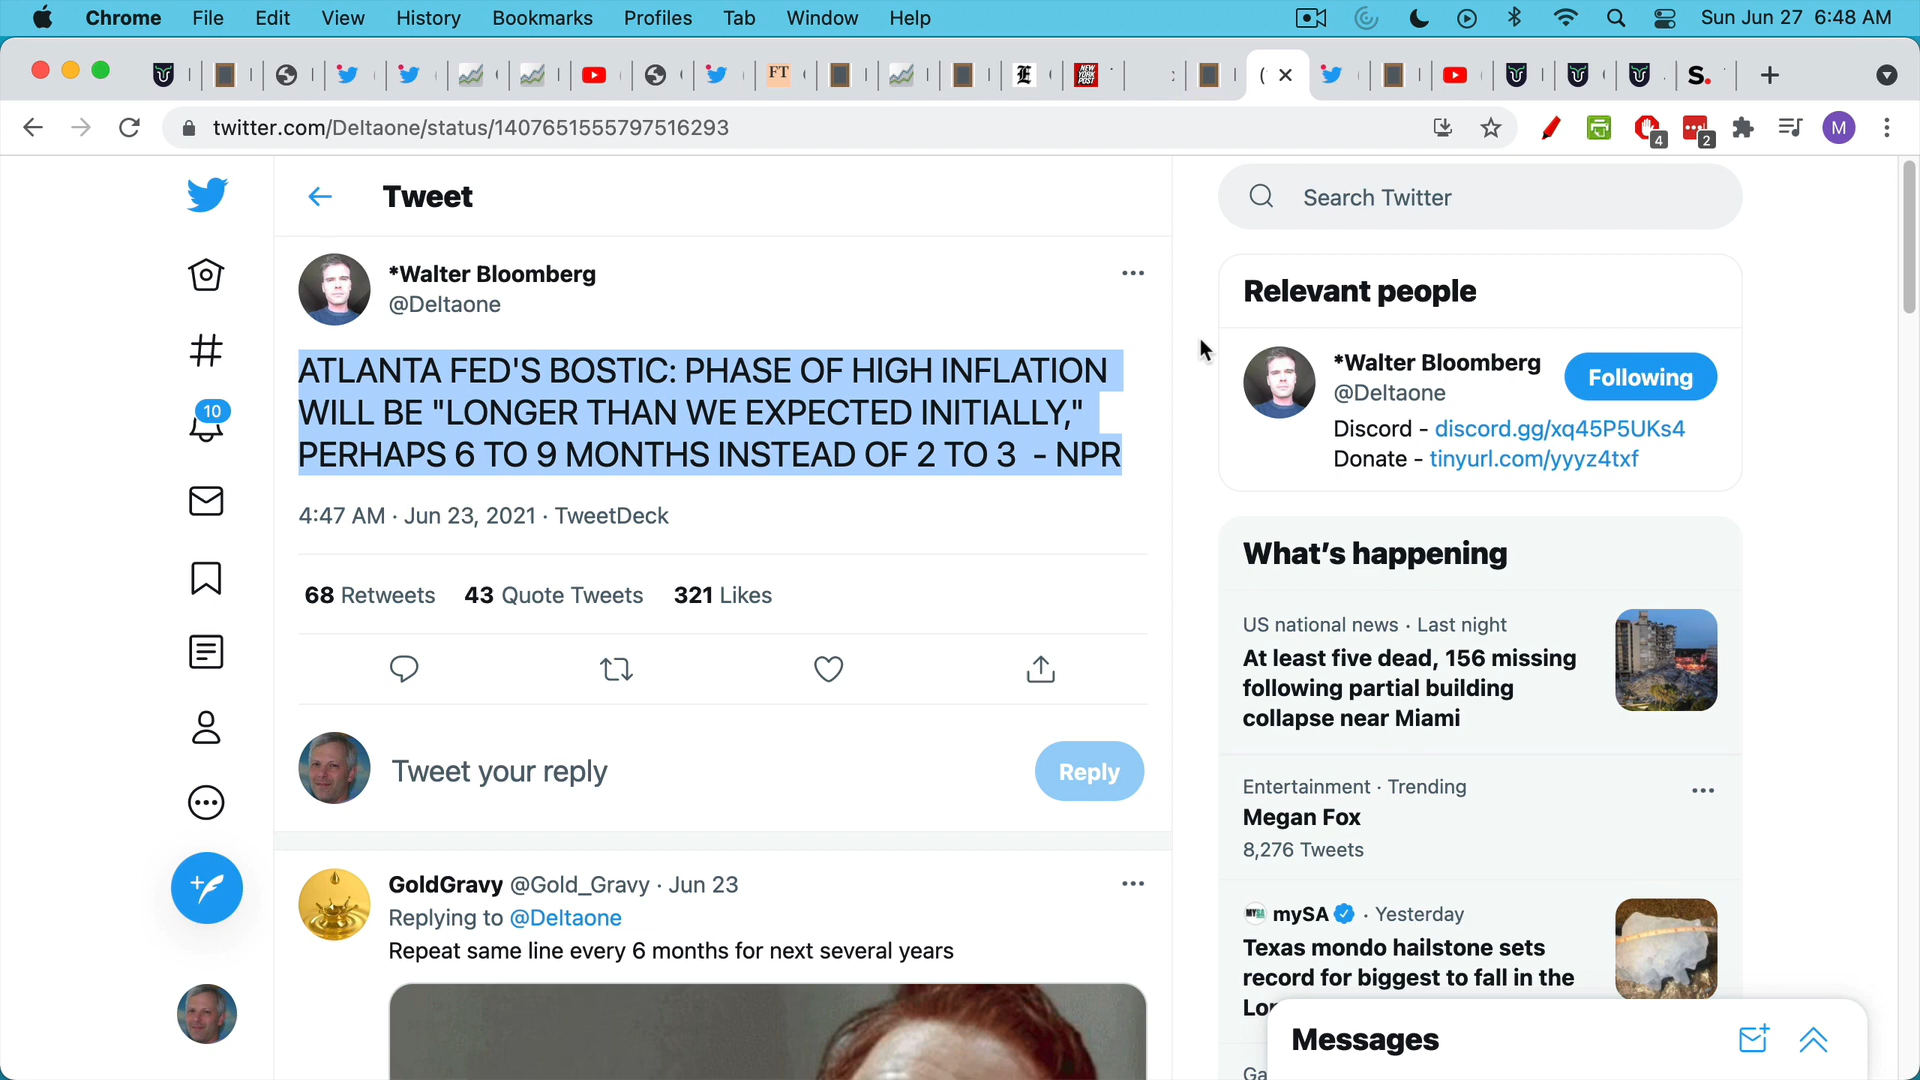 Chrome File Edit View History Bookmarks Profiles Tab Window Help Sun Jun 27 6:48 AM
FT NEW YORK POST ( S.
twitter.com/Deltaone/status/1407651555797516293 4 2 M
Tweet
Search Twitter
*Walter Bloomberg
@Deltaone
ATLANTA FED'S BOSTIC: PHASE OF HIGH INFLATION
WILL BE "LONGER THAN WE EXPECTED INITIALLY,"
PERHAPS 6 TO 9 MONTHS INSTEAD OF 2 TO 3 - NPR
4:47 AM · Jun 23, 2021 · TweetDeck
68 Retweets 43 Quote Tweets 321 Likes
10
Tweet your reply
Reply
GoldGravy @Gold_Gravy · Jun 23
Replying to @Deltaone
Repeat same line every 6 months for next several years
Relevant people
*Walter Bloomberg
@Deltaone
Following
Discord - discord.gg/xq45P5UKs4
Donate - tinyurl.com/yyyz4txf
What's happening
US national news · Last night
At least five dead, 156 missing
following partial building
collapse near Miami
Entertainment · Trending
Megan Fox
8,276 Tweets
mySA · Yesterday
Texas mondo hailstone sets
record for biggest to fall in the
Messages